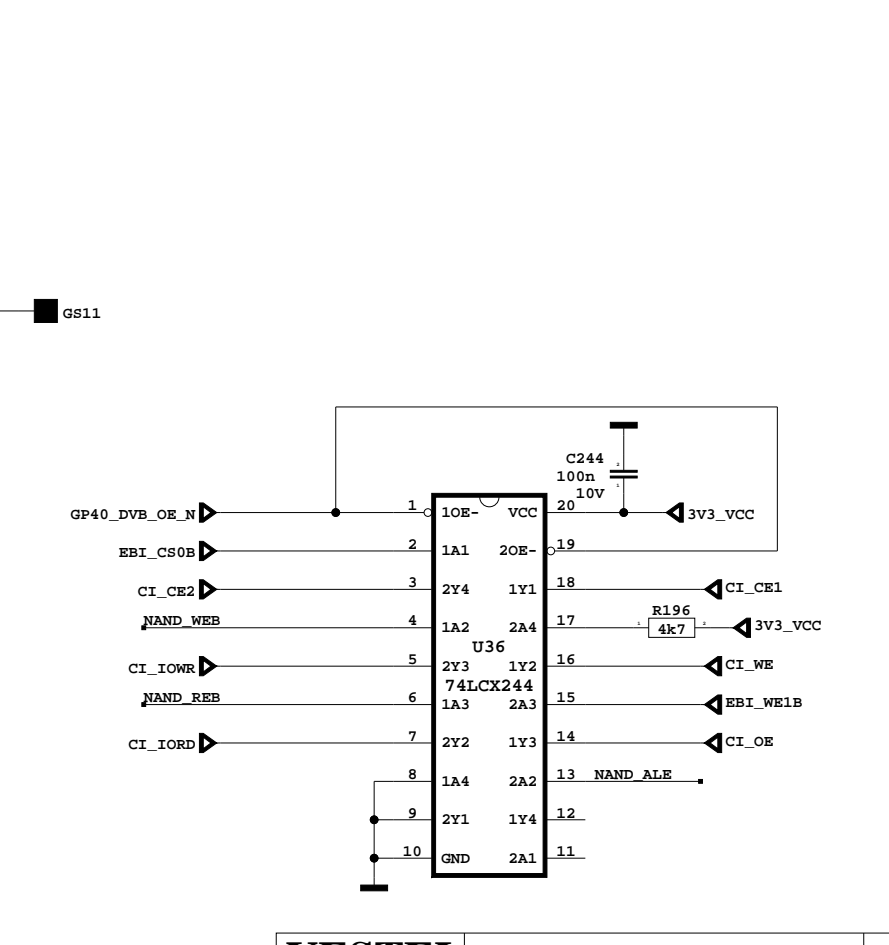 GS11
C244
100n
10V
GP40_DVB_OE_N 1 1OE- VCC 20 3V3_VCC
EBI_CS0B 2 1A1 2OE- 19
CI_CE2 3 2Y4 1Y1 18 CI_CE1
NAND_WEB 4 1A2 2A4 17 R196 4k7 3V3_VCC
U36
CI_IOWR 5 2Y3 1Y2 16 CI_WE
74LCX244
NAND_REB 6 1A3 2A3 15 EBI_WE1B
CI_IORD 7 2Y2 1Y3 14 CI_OE
8 1A4 2A2 13 NAND_ALE
9 2Y1 1Y4 12
10 GND 2A1 11
VESTEL